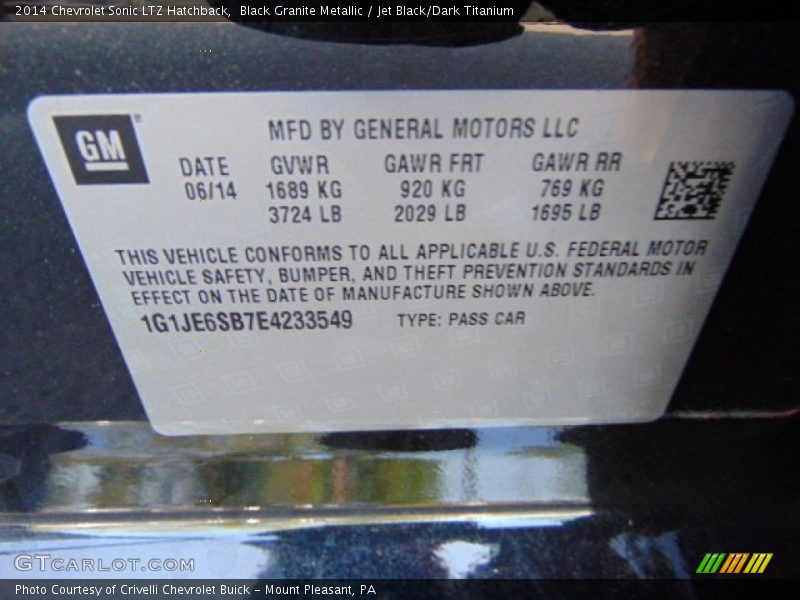 2014 Chevrolet Sonic LTZ Hatchback,  Black Granite Metallic / Jet Black/Dark Titanium
GM
MFD BY GENERAL MOTORS LLC
DATE GVWR GAWR FRT GAWR RR
06/14 1689 KG 920 KG 769 KG
3724 LB 2029 LB 1695 LB
THIS VEHICLE CONFORMS TO ALL APPLICABLE U.S. FEDERAL MOTOR
VEHICLE SAFETY, BUMPER, AND THEFT PREVENTION STANDARDS IN
EFFECT ON THE DATE OF MANUFACTURE SHOWN ABOVE.
1G1JE6SB7E4233549 TYPE: PASS CAR
GTCARLOT.COM
Photo Courtesy of Crivelli Chevrolet Buick - Mount Pleasant, PA